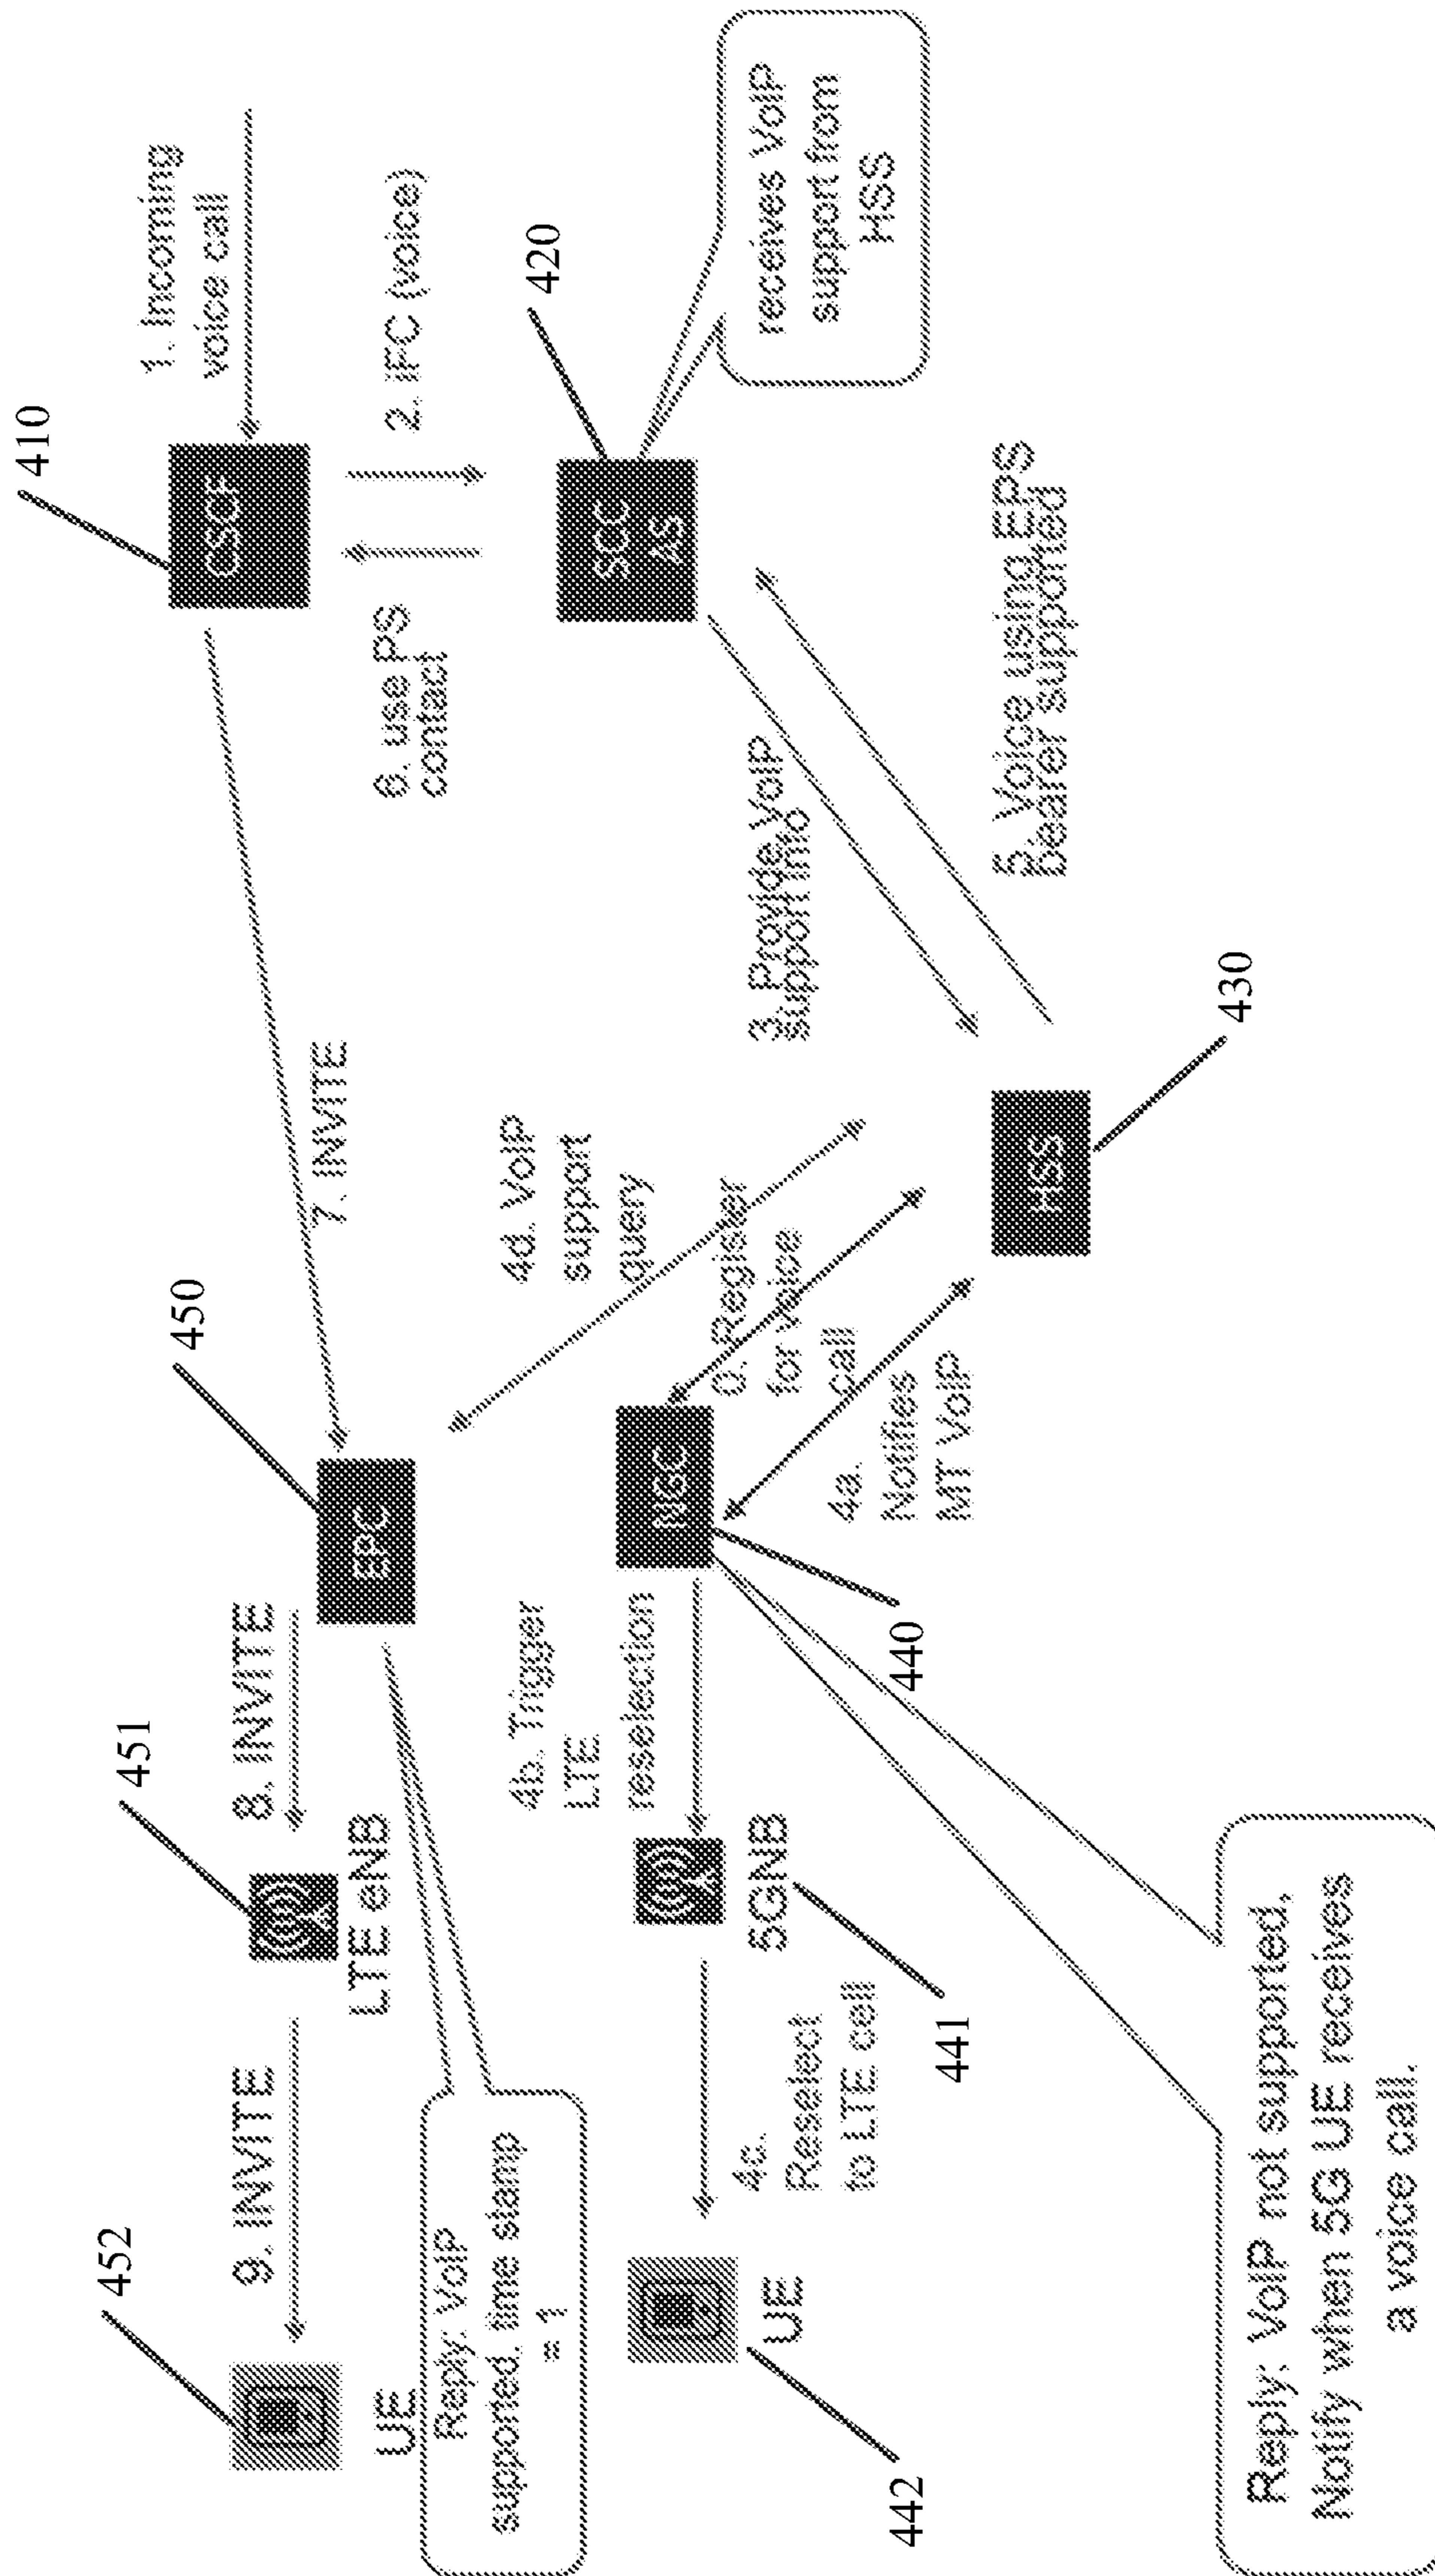 410
1. Incoming
voice call
CSCF
2. IFC (voice)
6. use PS
contact
420
SCC
AS
receives VoIP
support from
HSS
7. INVITE
3. Provide VoIP
support info
5. Voice using EPS
bearer supported
430
HSS
4d. VoIP
support
query
0. Register
for voice
call
4a.
Notifies
MT VoIP
450
EPC
NGC
440
8. INVITE
4b. Trigger
LTE
reselection
451
LTE eNB
5GNB
441
9. INVITE
4c.
Reselect
to LTE cell
452
UE
Reply: VoIP
supported, time stamp
= 1
UE
442
Reply: VoIP not supported,
Notify when 5G UE receives
a voice call.